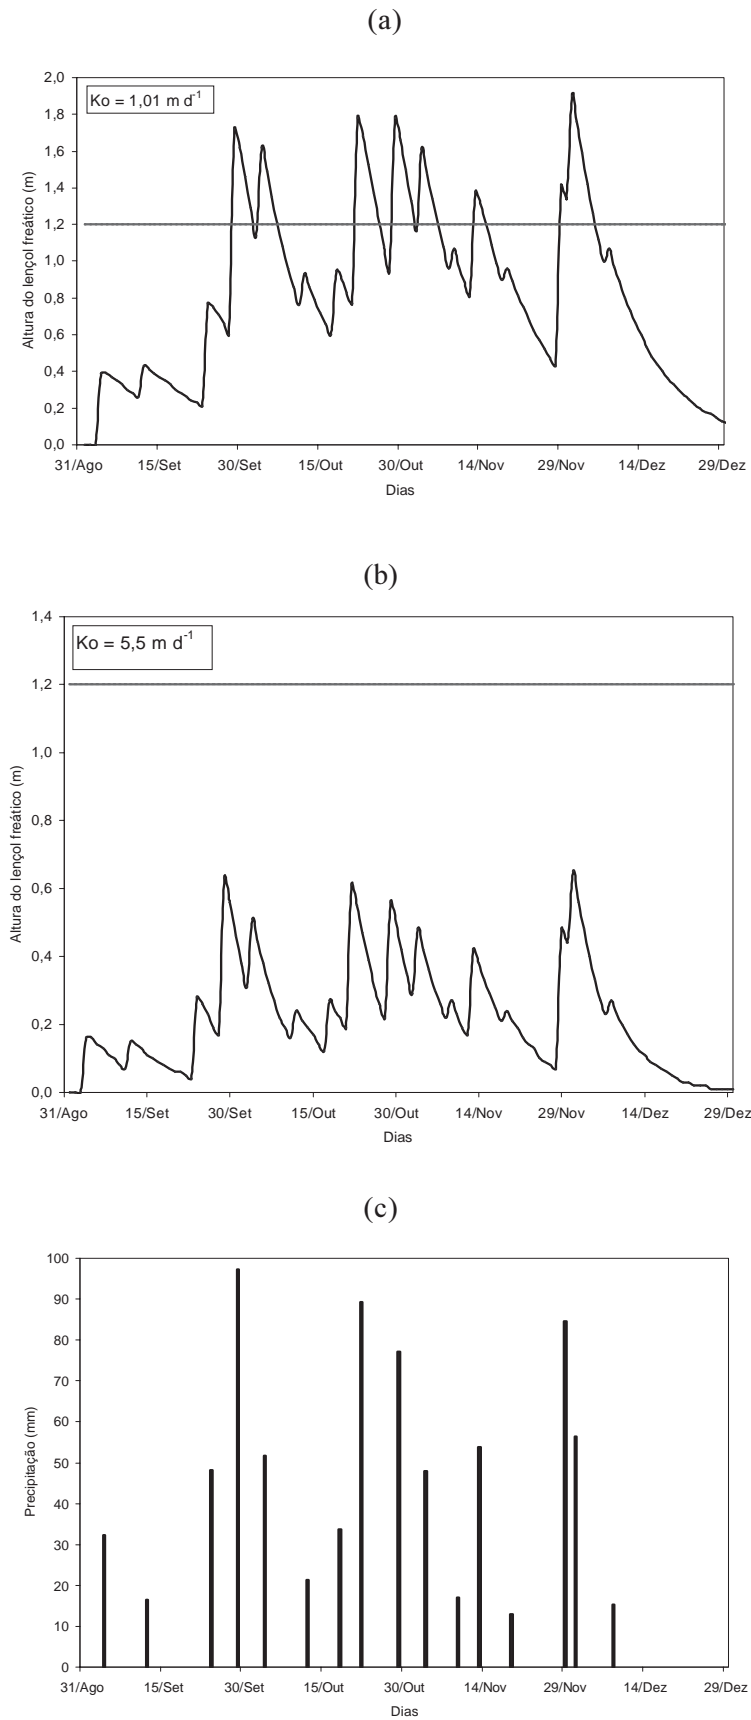 (a)
Ko = 1,01 m d-1
Altura do lençol freático (m)
2,0
1,8
1,6
1,4
1,2
1,0
0,8
0,6
0,4
0,2
0,0
31/Ago 15/Set 30/Set 15/Out 30/Out 14/Nov 29/Nov 14/Dez 29/Dez
Dias
(b)
Ko = 5,5 m d-1
Altura do lençol freático (m)
1,4
1,2
1,0
0,8
0,6
0,4
0,2
0,0
31/Ago 15/Set 30/Set 15/Out 30/Out 14/Nov 29/Nov 14/Dez 29/Dez
Dias
(c)
Precipitação (mm)
100
90
80
70
60
50
40
30
20
10
0
31/Ago 15/Set 30/Set 15/Out 30/Out 14/Nov 29/Nov 14/Dez 29/Dez
Dias